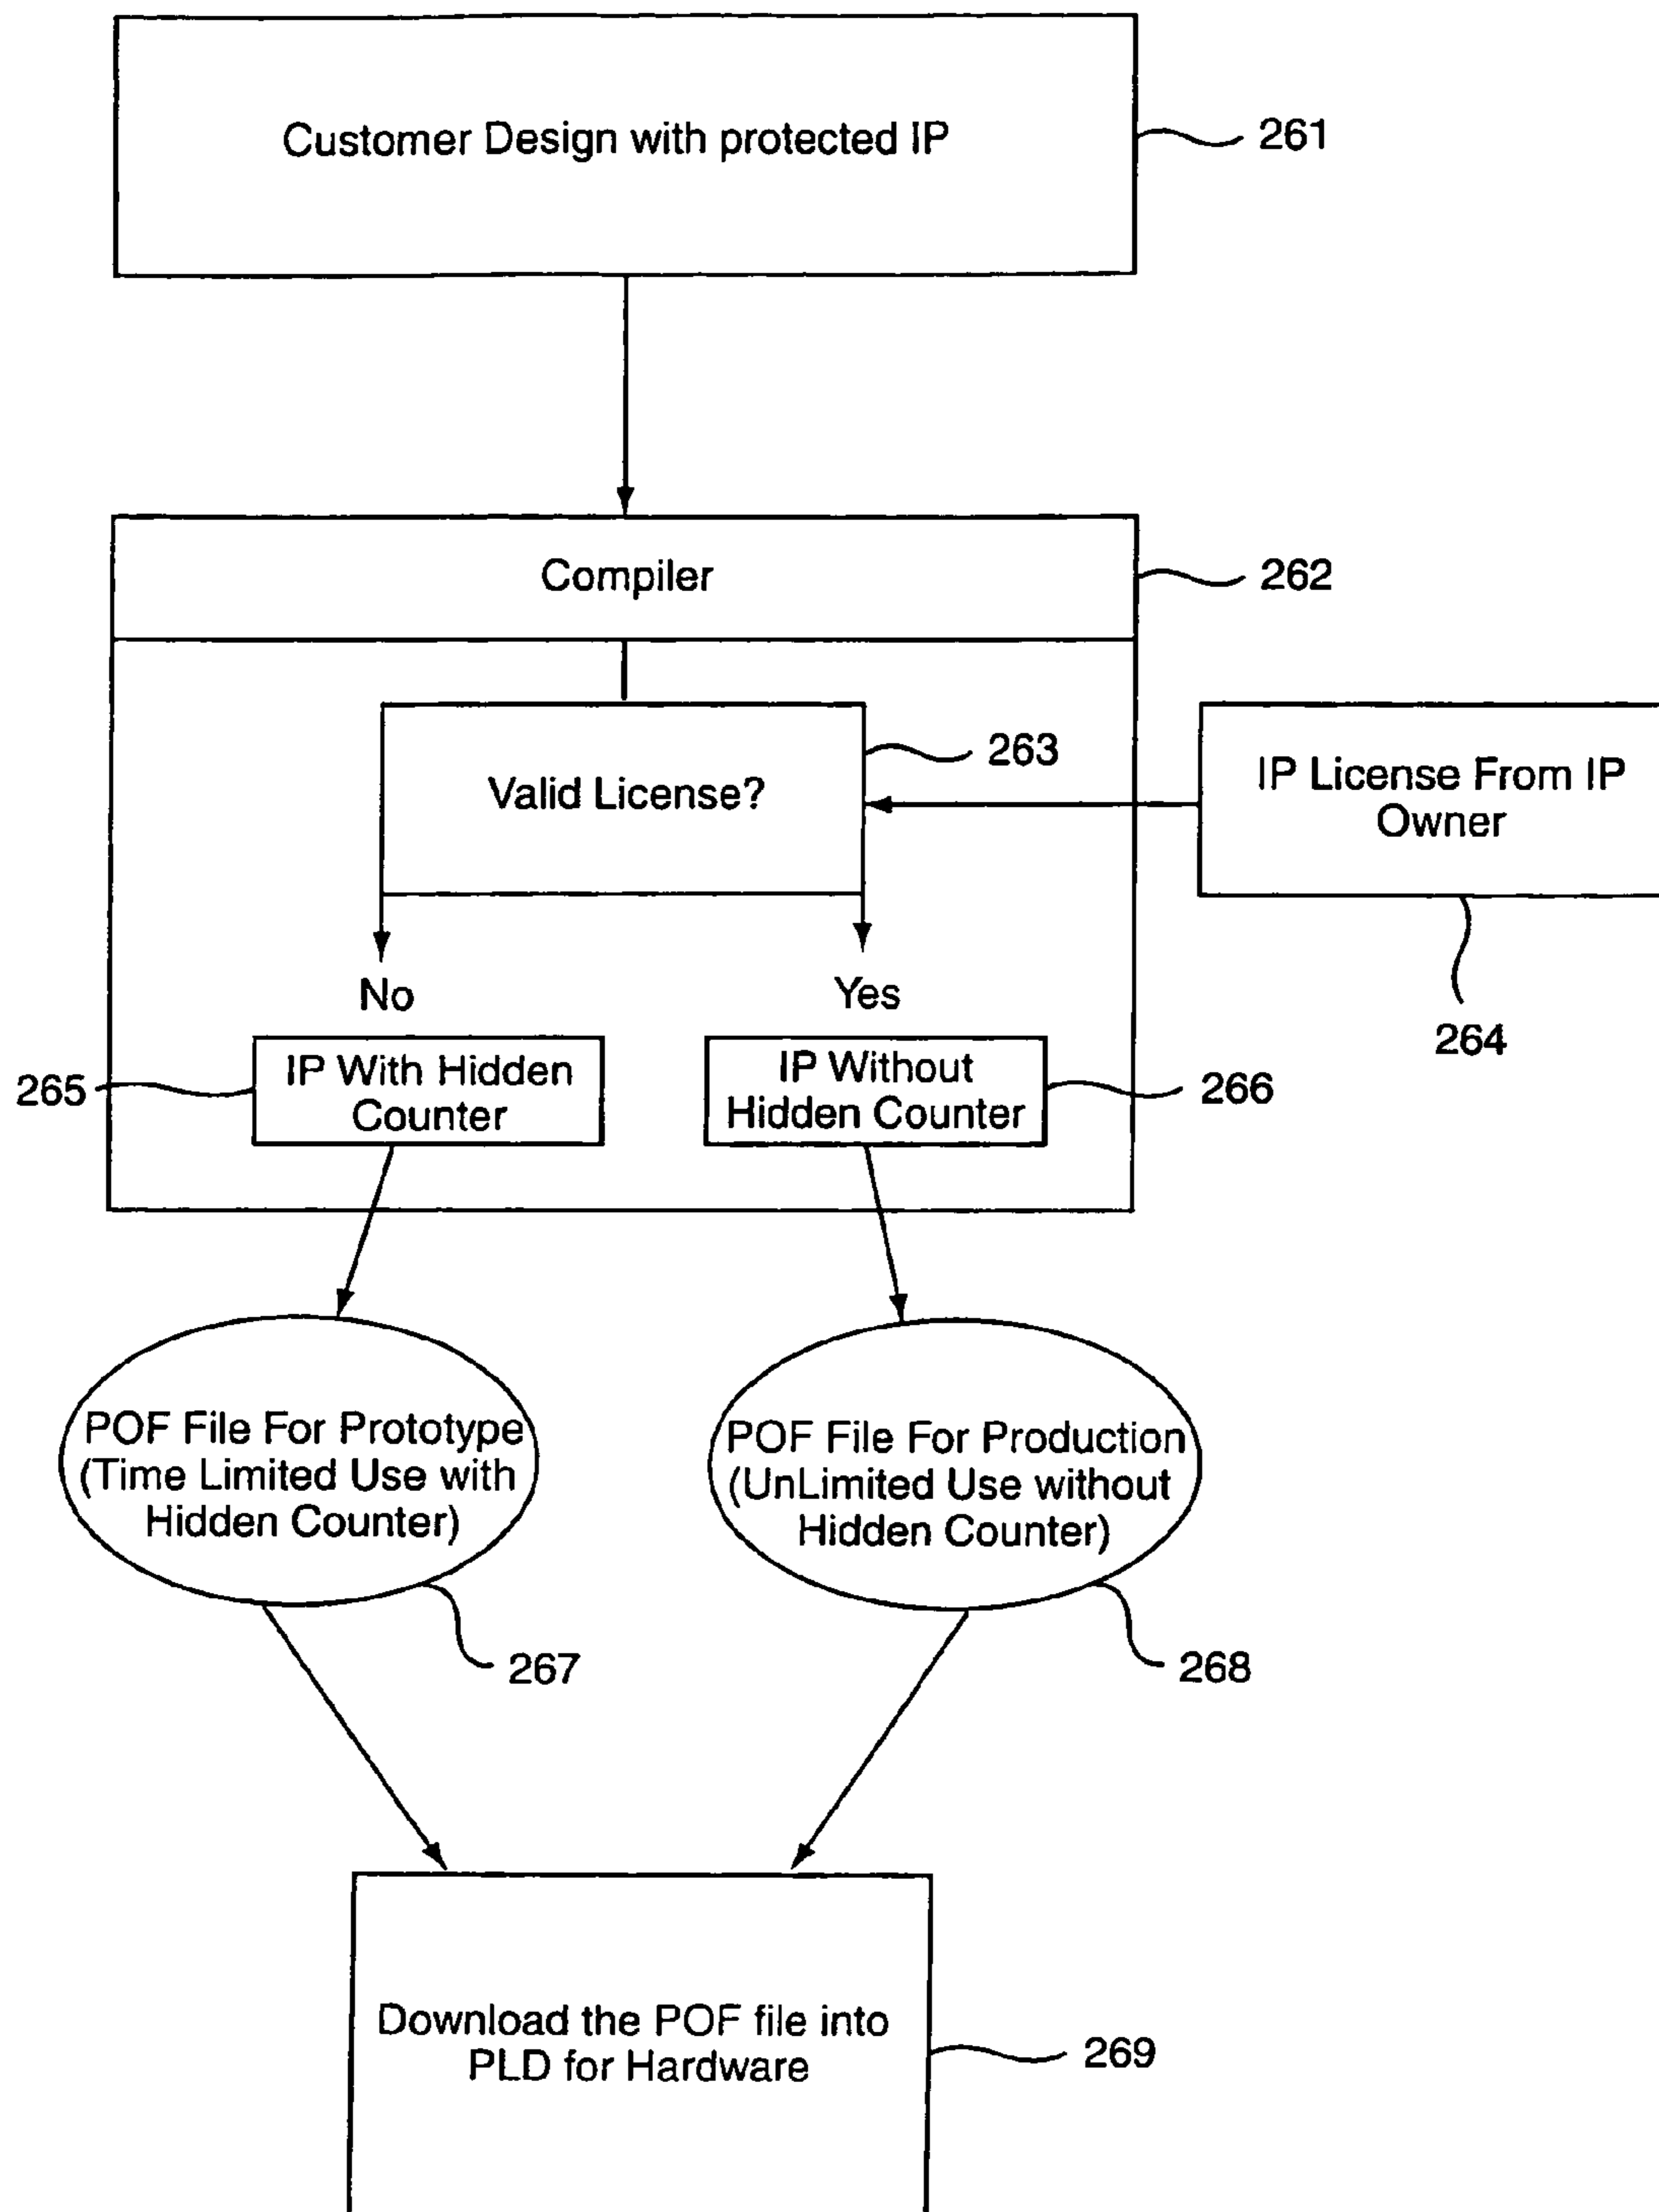 Customer Design with protected IP
261
Compiler
262
Valid License?
263
IP License From IP
Owner
264
No
Yes
265
IP With Hidden
Counter
IP Without
Hidden Counter
266
POF File For Prototype
(Time Limited Use with
Hidden Counter)
267
POF File For Production
(UnLimited Use without
Hidden Counter)
268
Download the POF file into
PLD for Hardware
269